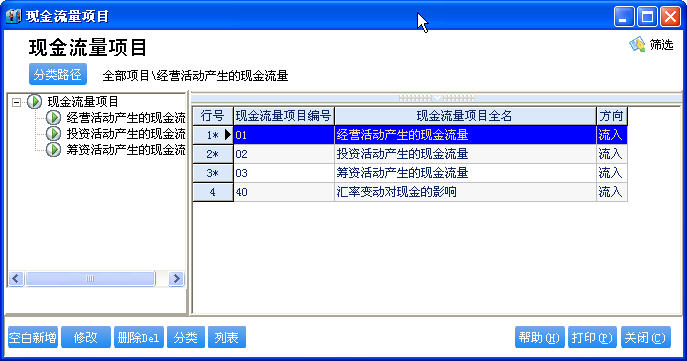 现金流量项目
现金流量项目
筛选
分类路径 全部项目\经营活动产生的现金流量
现金流量项目
经营活动产生的现金流
投资活动产生的现金流
筹资活动产生的现金流
行号 现金流量项目编号 现金流量项目全名 方向
1* 01 经营活动产生的现金流量 流入
2* 02 投资活动产生的现金流量 流入
3* 03 筹资活动产生的现金流量 流入
4 40 汇率变动对现金的影响 流入
空白新增 修改 删除Del 分类 列表 帮助(H) 打印(P) 关闭(C)